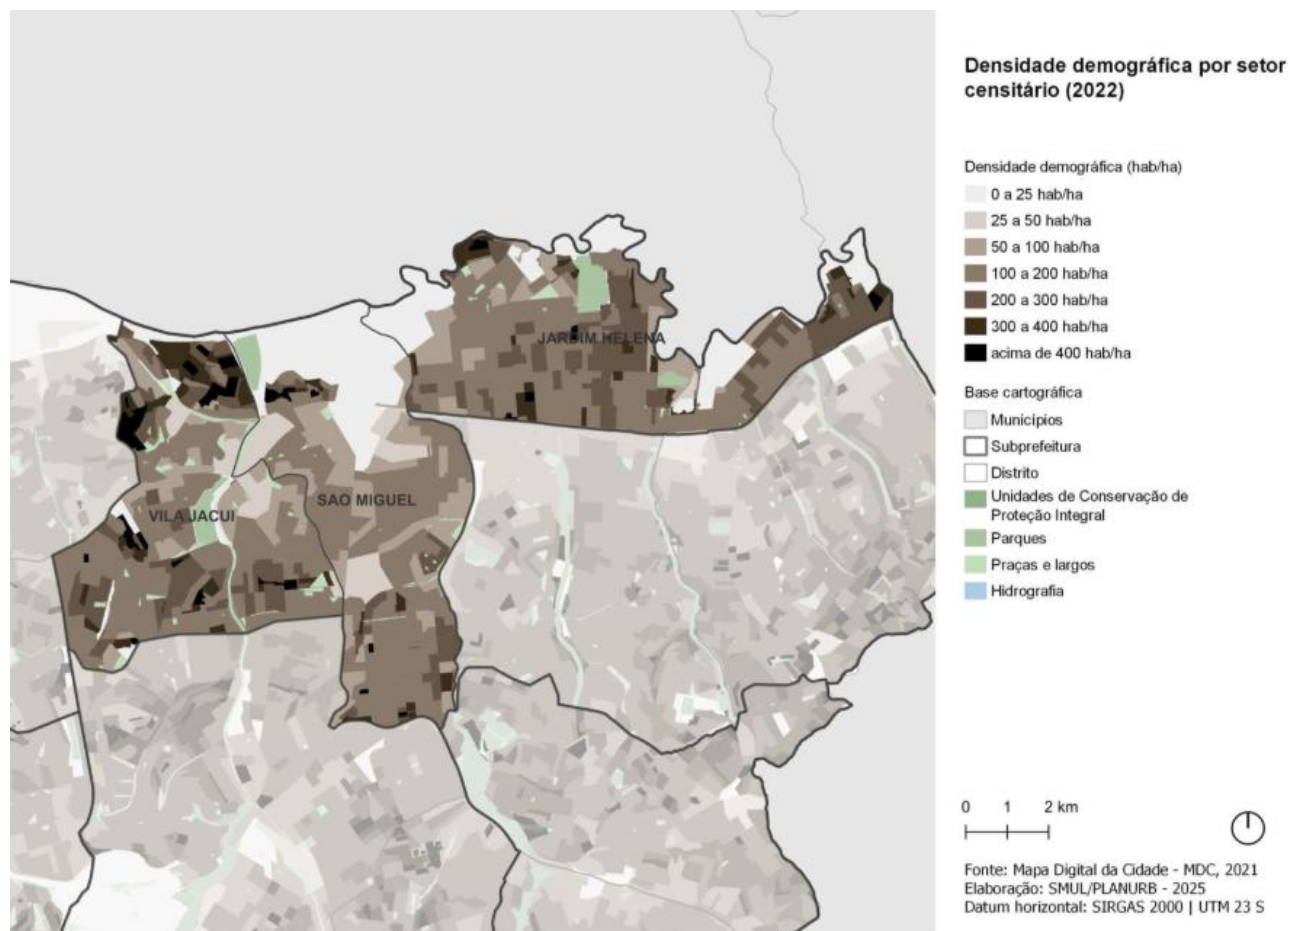 Densidade demográfica por setor
censitário (2022)
Densidade demográfica (hab/ha)
0 a 25 hab/ha
25 a 50 hab/ha
50 a 100 hab/ha
100 a 200 hab/ha
200 a 300 hab/ha
300 a 400 hab/ha
acima de 400 hab/ha
Base cartográfica
Municípios
Subprefeitura
Distrito
Unidades de Conservação de
Proteção Integral
Parques
Praças e largos
Hidrografia
JARDIM HELENA
SAO MIGUEL
VILA JACUI
0 1 2 km
Fonte: Mapa Digital da Cidade - MDC, 2021
Elaboração: SMUL/PLANURB - 2025
Datum horizontal: SIRGAS 2000 | UTM 23 S